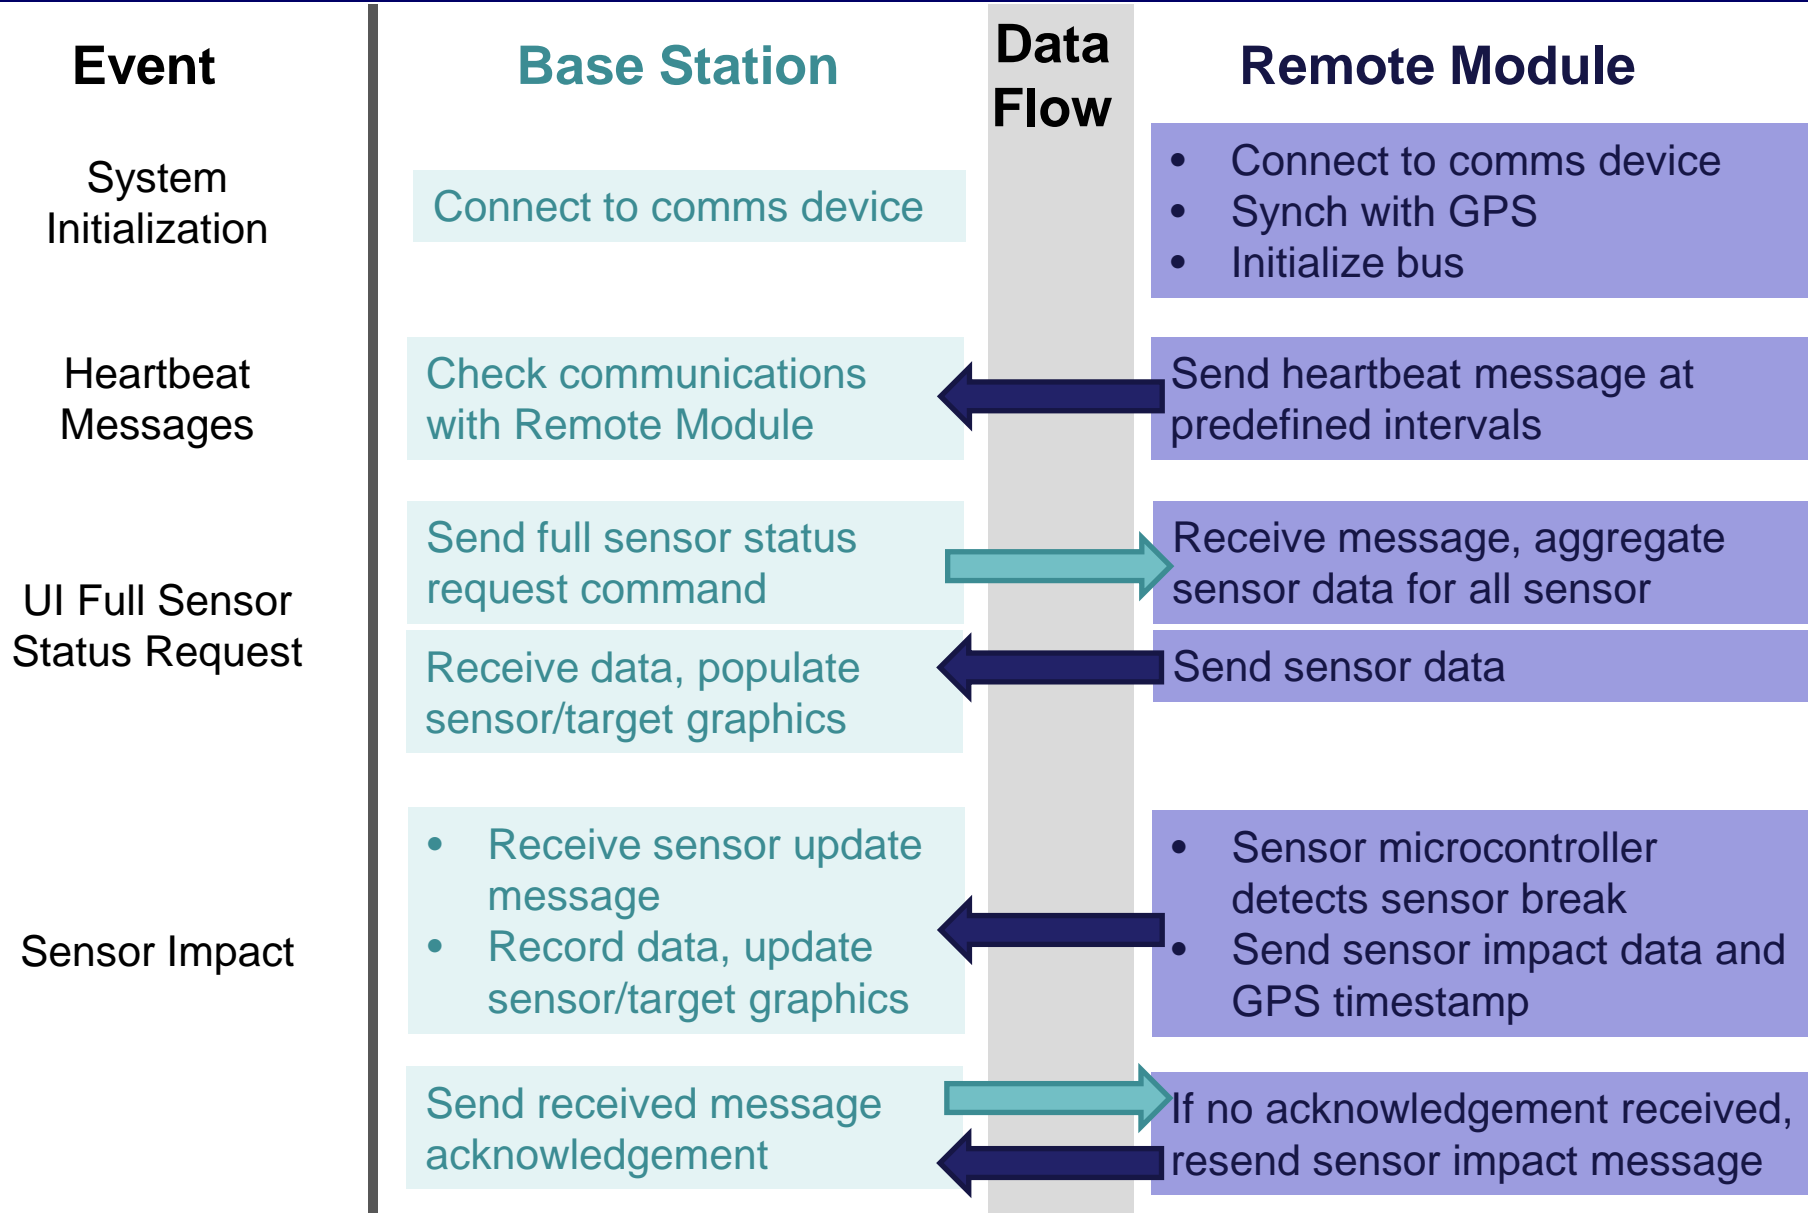 Event
Base Station
Data
Flow
Remote Module
System
Initialization
Connect to comms device
• Connect to comms device
• Synch with GPS
• Initialize bus
Heartbeat
Messages
Check communications
with Remote Module
Send heartbeat message at
predefined intervals
UI Full Sensor
Status Request
Send full sensor status
request command
Receive message, aggregate
sensor data for all sensor
Receive data, populate
sensor/target graphics
Send sensor data
Sensor Impact
• Receive sensor update
message
• Record data, update
sensor/target graphics
• Sensor microcontroller
detects sensor break
• Send sensor impact data and
GPS timestamp
Send received message
acknowledgement
If no acknowledgement received,
resend sensor impact message